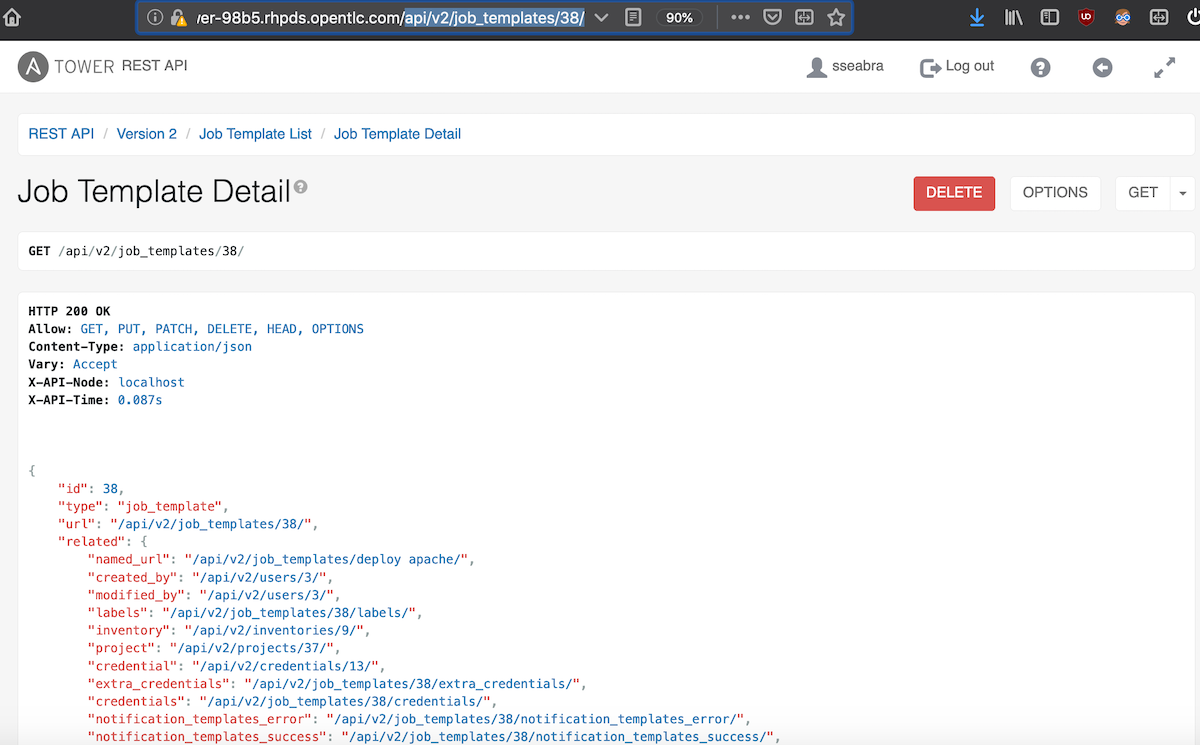 /er-98b5.rhpds.opentlc.com/api/v2/job_templates/38/ 90%
TOWER REST API sseabra Log out
REST API / Version 2 / Job Template List / Job Template Detail
Job Template Detail DELETE OPTIONS GET
GET /api/v2/job_templates/38/
HTTP 200 OK
Allow: GET, PUT, PATCH, DELETE, HEAD, OPTIONS
Content-Type: application/json
Vary: Accept
X-API-Node: localhost
X-API-Time: 0.087s
{
"id": 38,
"type": "job_template",
"url": "/api/v2/job_templates/38/",
"related": {
"named_url": "/api/v2/job_templates/deploy apache/",
"created_by": "/api/v2/users/3/",
"modified_by": "/api/v2/users/3/",
"labels": "/api/v2/job_templates/38/labels/",
"inventory": "/api/v2/inventories/9/",
"project": "/api/v2/projects/37/",
"credential": "/api/v2/credentials/13/",
"extra_credentials": "/api/v2/job_templates/38/extra_credentials/",
"credentials": "/api/v2/job_templates/38/credentials/",
"notification_templates_error": "/api/v2/job_templates/38/notification_templates_error/",
"notification_templates_success": "/api/v2/job_templates/38/notification_templates_success/",